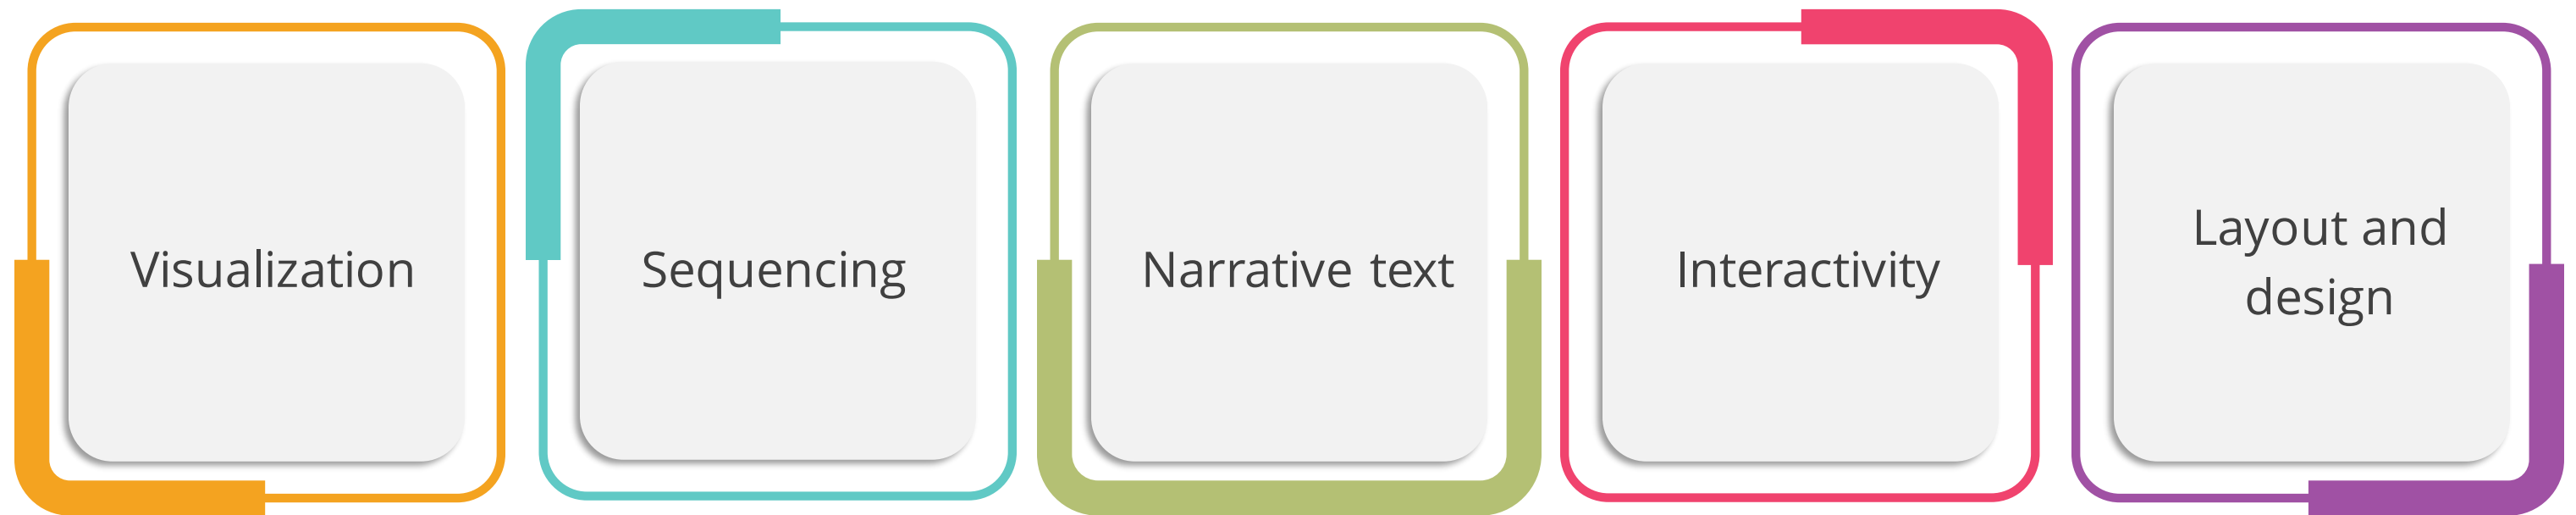 Visualization
Sequencing
Narrative text
Interactivity
Layout and
design